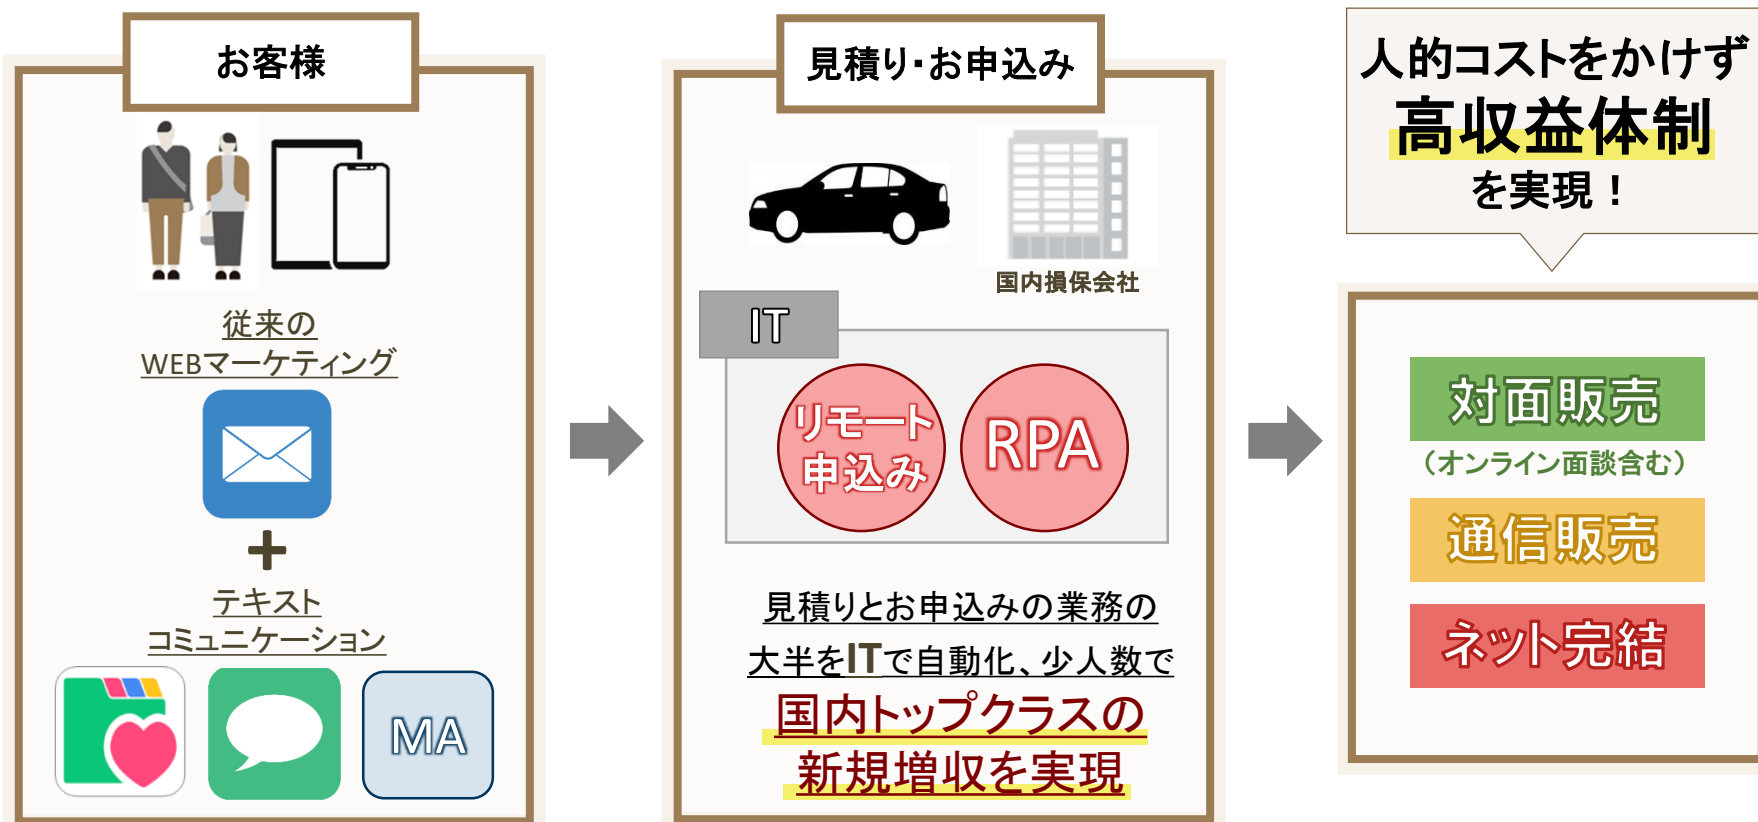 お客様
従来の
WEBマーケティング
テキスト
コミュニケーション
MA
見積り・お申込み
国内損保会社
IT
リモート
申込み
RPA
見積りとお申込みの業務の
大半をITで自動化、少人数で
国内トップクラスの
新規増収を実現
人的コストをかけず
高収益体制
を実現！
対面販売
（オンライン面談含む）
通信販売
ネット完結